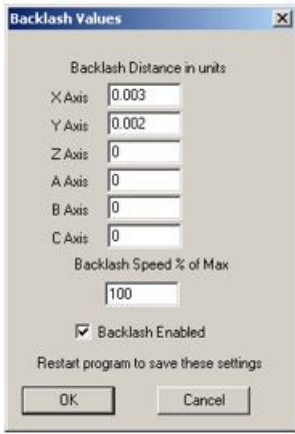 Backlash Values
Backlash Distance in units
X Axis 0.003
Y Axis 0.002
Z Axis 0
A Axis 0
B Axis 0
C Axis 0
Backlash Speed % of Max
100
Backlash Enabled
Restart program to save these settings
OK Cancel